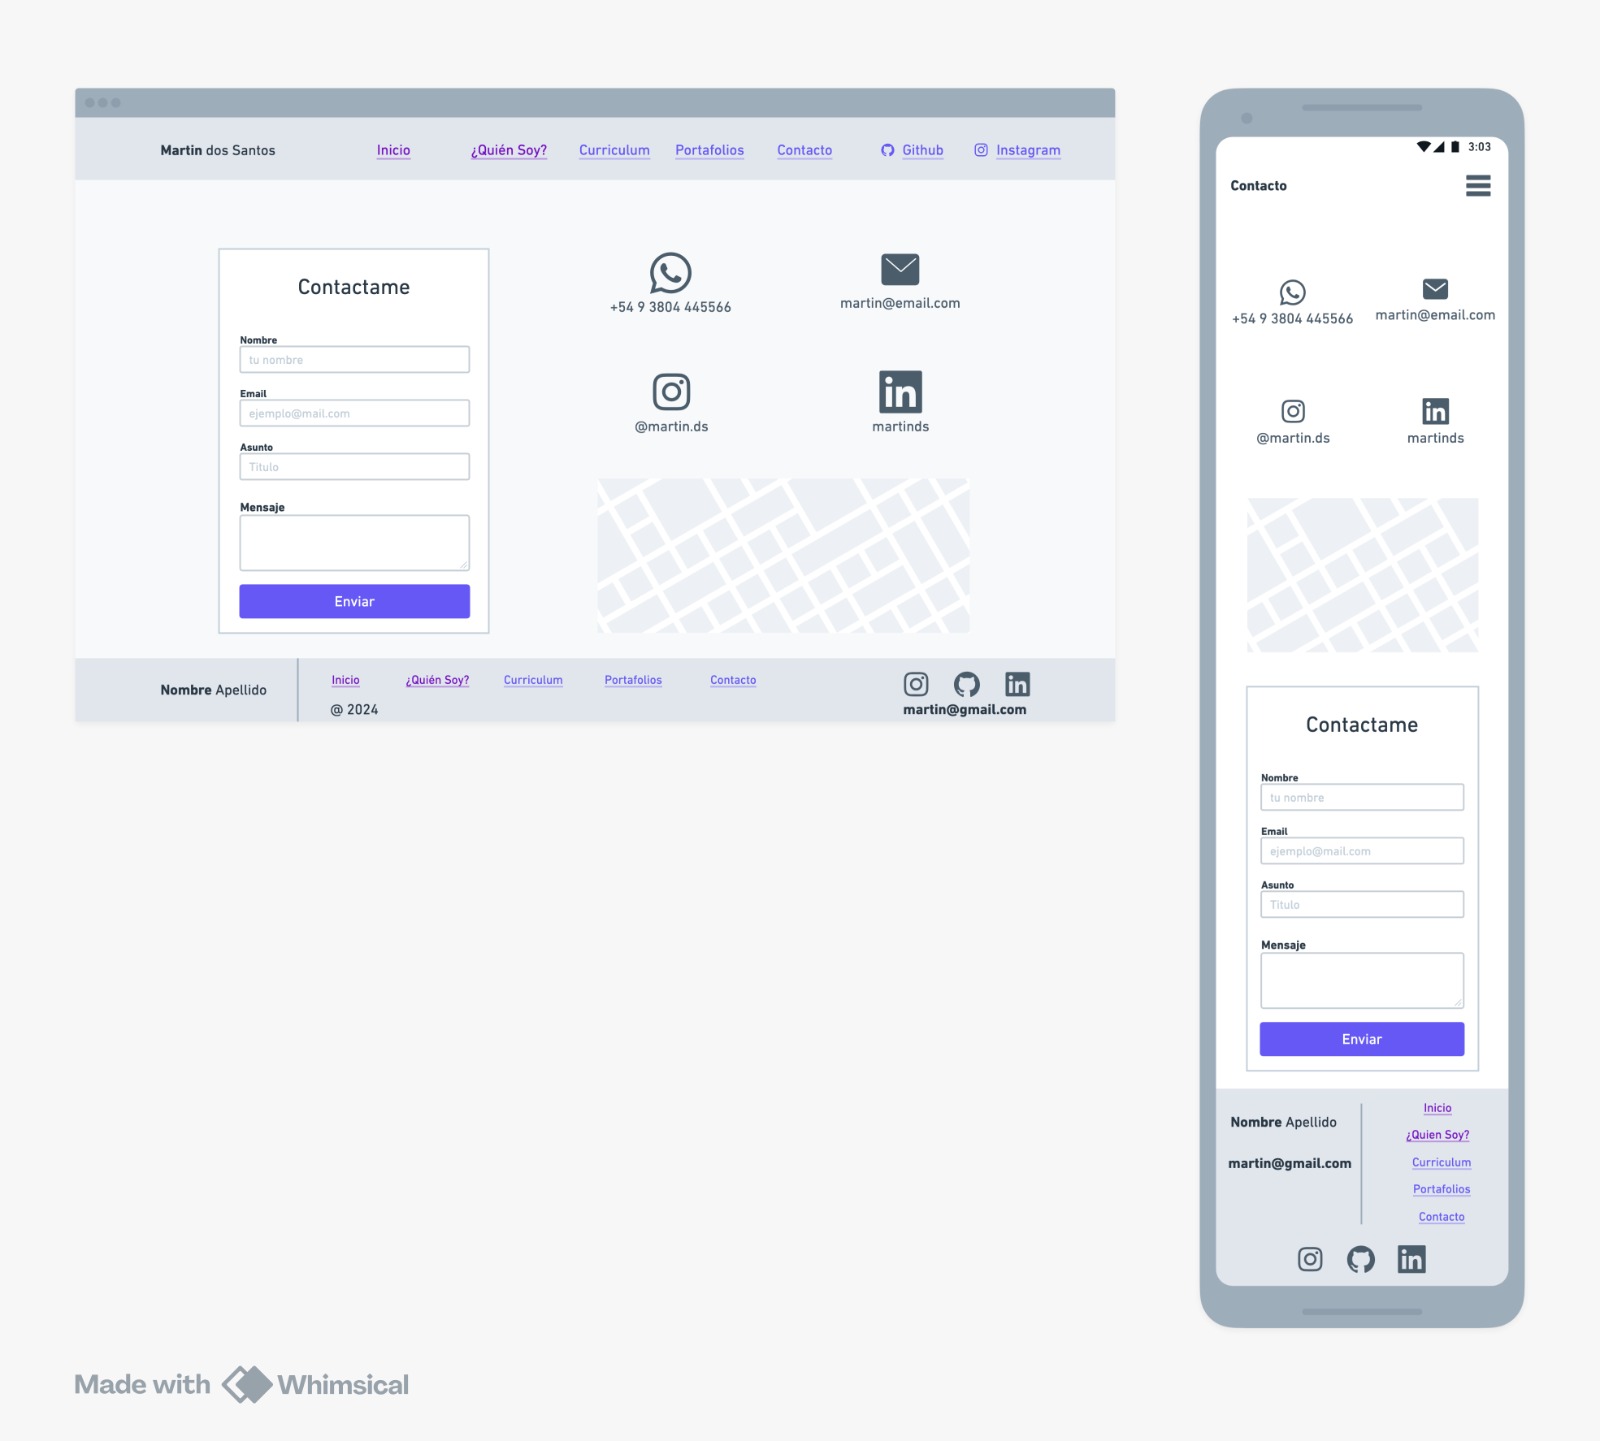 Martin dos Santos Inicio ¿Quién Soy? Curriculum Portafolios Contacto Github Instagram
Contactame
Nombre
tu nombre
Email
ejemplo@mail.com
Asunto
Titulo
Mensaje
Enviar
+54 9 3804 445566 martin@email.com
@martin.ds martinds
Nombre Apellido
Inicio ¿Quién Soy? Curriculum Portafolios Contacto
@ 2024
martin@gmail.com
3:03
Contacto
+54 9 3804 445566 martin@email.com
@martin.ds martinds
Contactame
Nombre
tu nombre
Email
ejemplo@mail.com
Asunto
Titulo
Mensaje
Enviar
Nombre Apellido
martin@gmail.com
Inicio
¿Quien Soy?
Curriculum
Portafolios
Contacto
Made with Whimsical